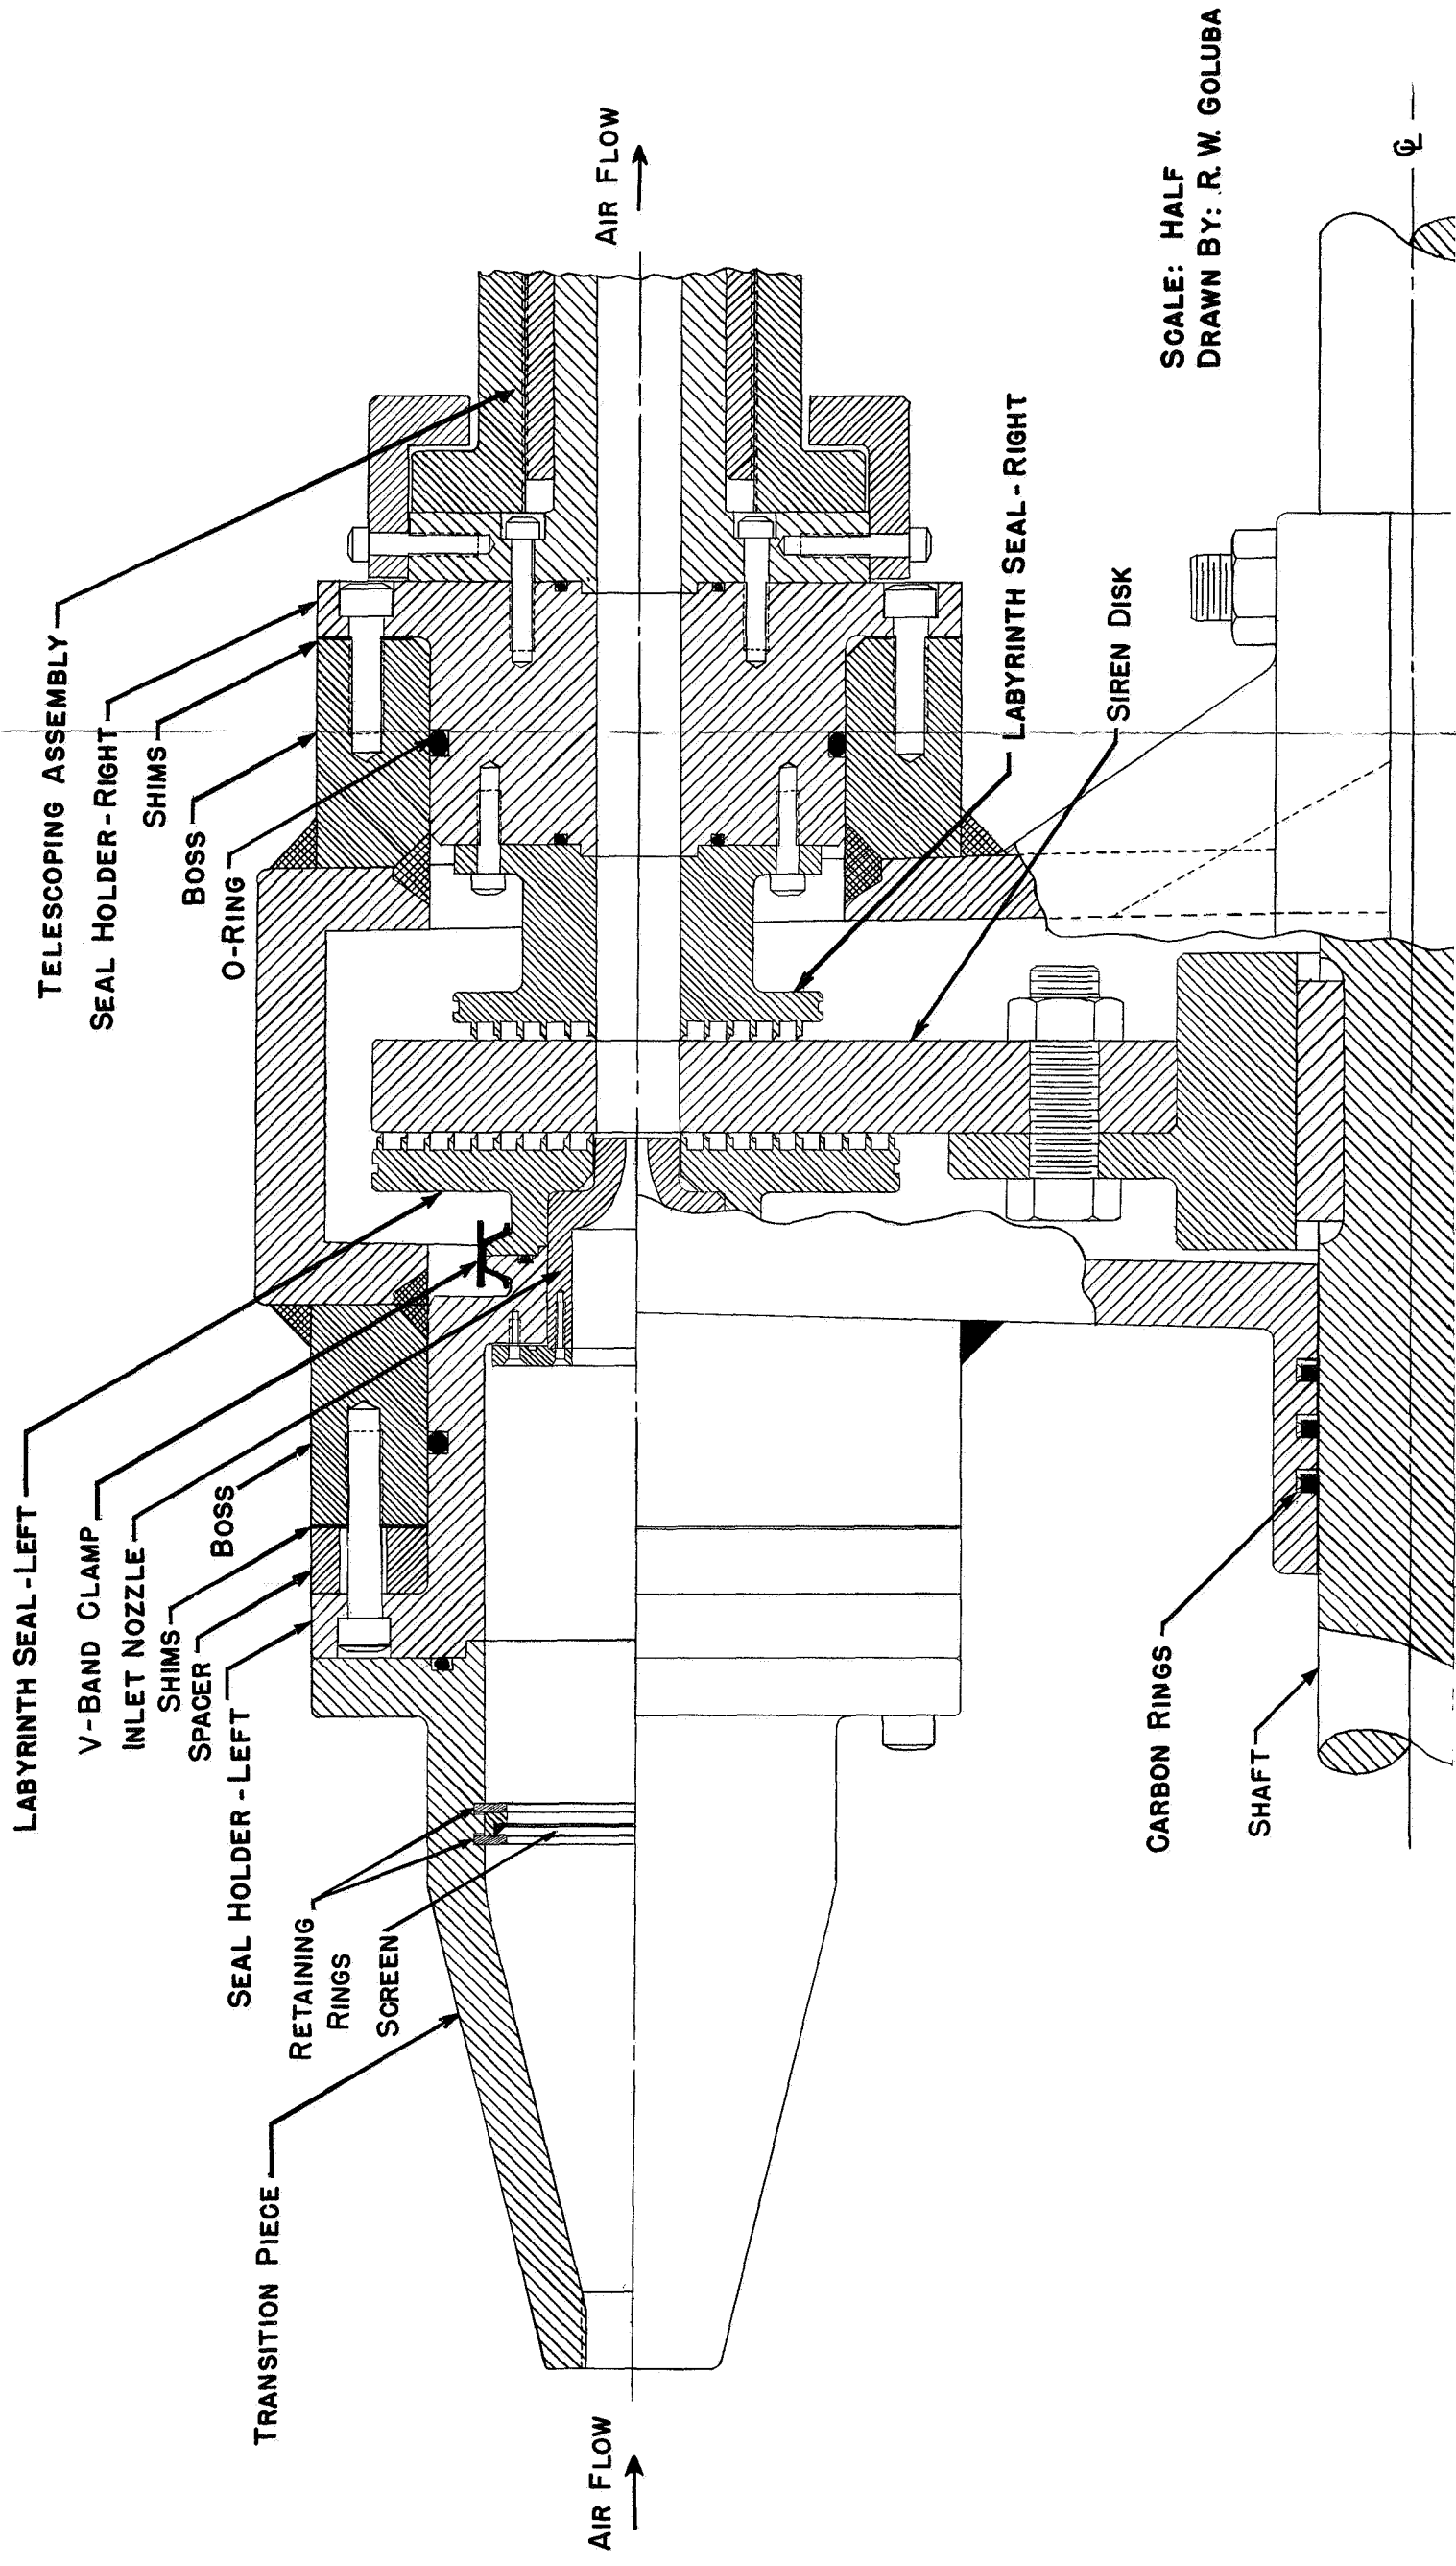 TELESCOPING ASSEMBLY
SEAL HOLDER-RIGHT
SHIMS
BOSS
O-RING
LABYRINTH SEAL-LEFT
V-BAND CLAMP
INLET NOZZLE
SHIMS
SPACER
BOSS
SEAL HOLDER-LEFT
RETAINING
RINGS
SCREEN
TRANSITION PIECE
AIR FLOW
AIR FLOW
LABYRINTH SEAL-RIGHT
SIREN DISK
CARBON RINGS
SHAFT
SCALE: HALF
DRAWN BY: R. W. GOLUBA
℄